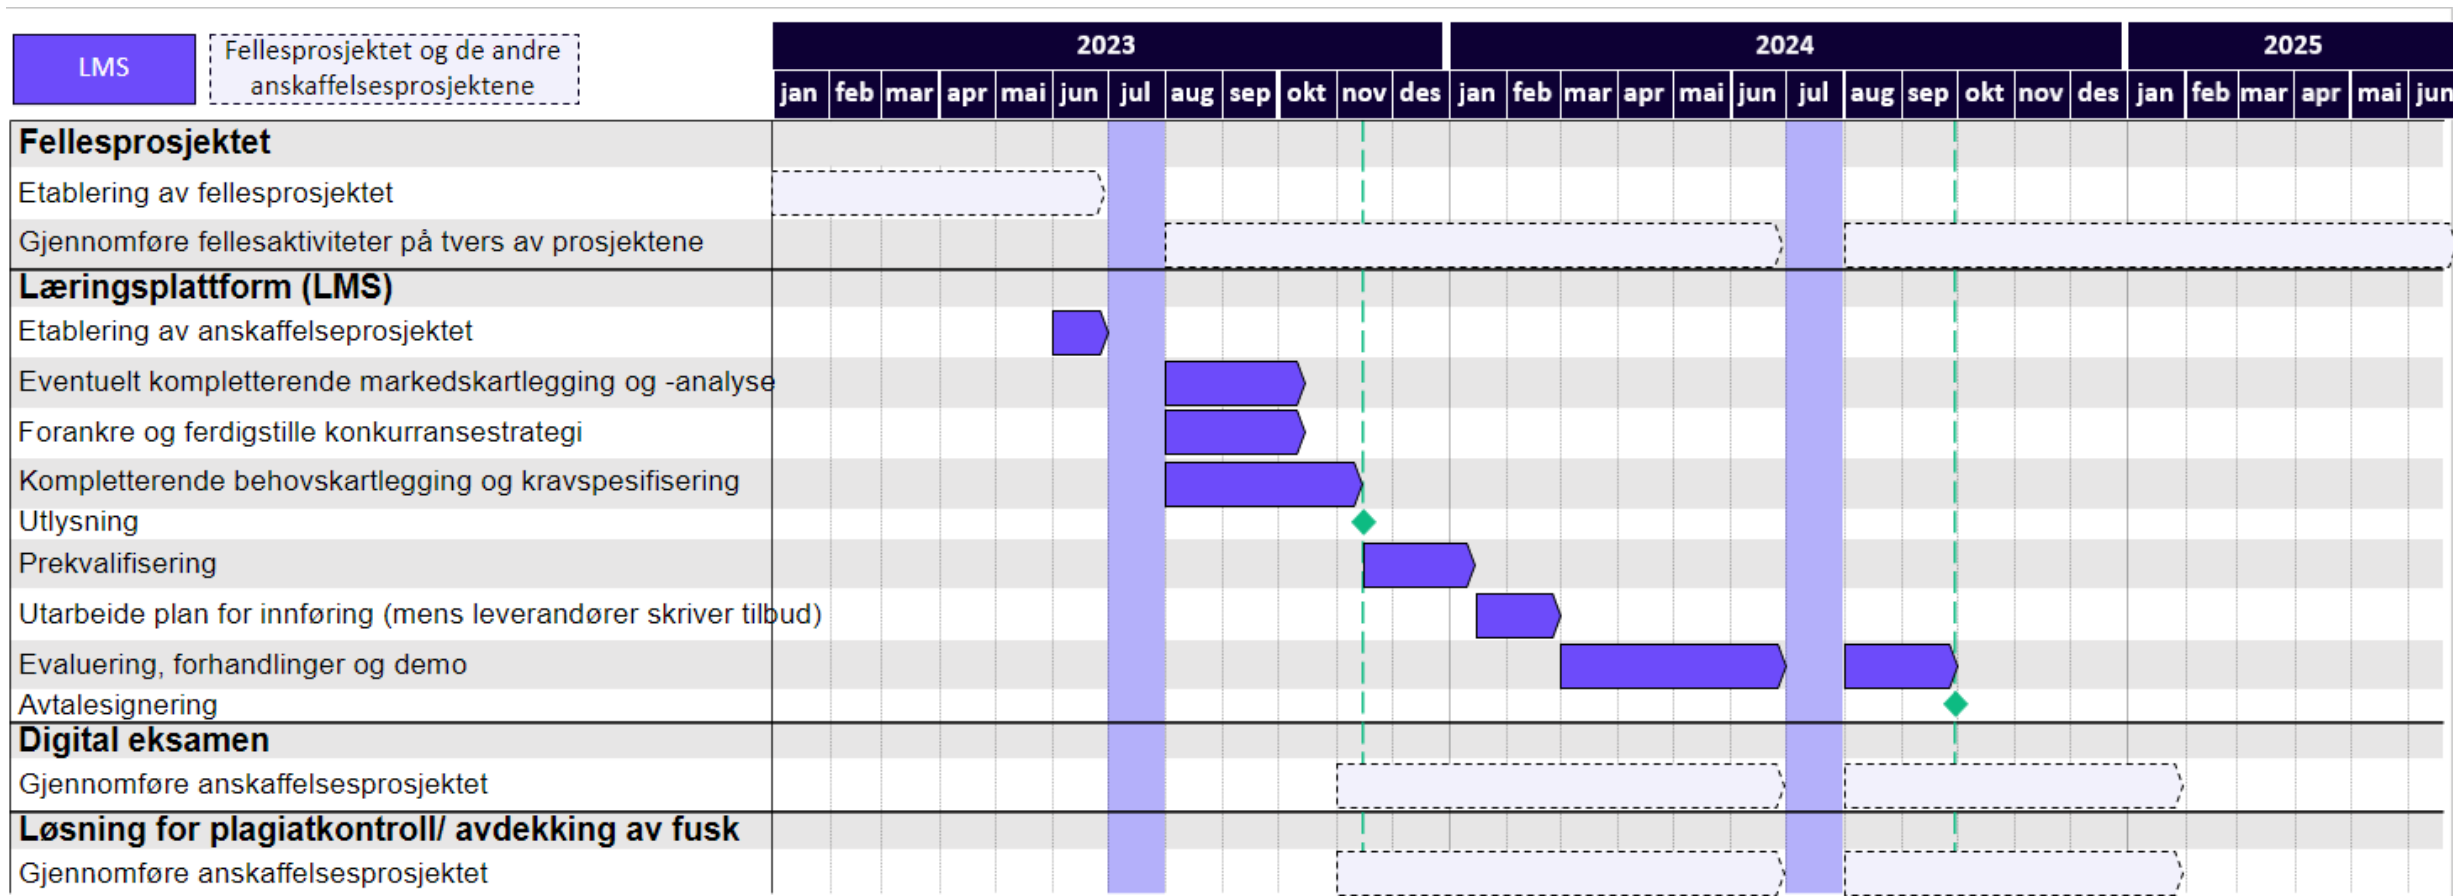 LMS
Fellesprosjektet og de andre
anskaffelsesprosjektene
2023
2024
2025
jan feb mar apr mai jun jul aug sep okt nov des jan feb mar apr mai jun jul aug sep okt nov des jan feb mar apr mai jun
Fellesprosjektet
Etablering av fellesprosjektet
Gjennomføre fellesaktiviteter på tvers av prosjektene
Læringsplattform (LMS)
Etablering av anskaffelseprosjektet
Eventuelt kompletterende markedskartlegging og -analyse
Forankre og ferdigstille konkurransestrategi
Kompletterende behovskartlegging og kravspesifisering
Utlysning
Prekvalifisering
Utarbeide plan for innføring (mens leverandører skriver tilbud)
Evaluering, forhandlinger og demo
Avtalesignering
Digital eksamen
Gjennomføre anskaffelsesprosjektet
Løsning for plagiatkontroll/ avdekking av fusk
Gjennomføre anskaffelsesprosjektet